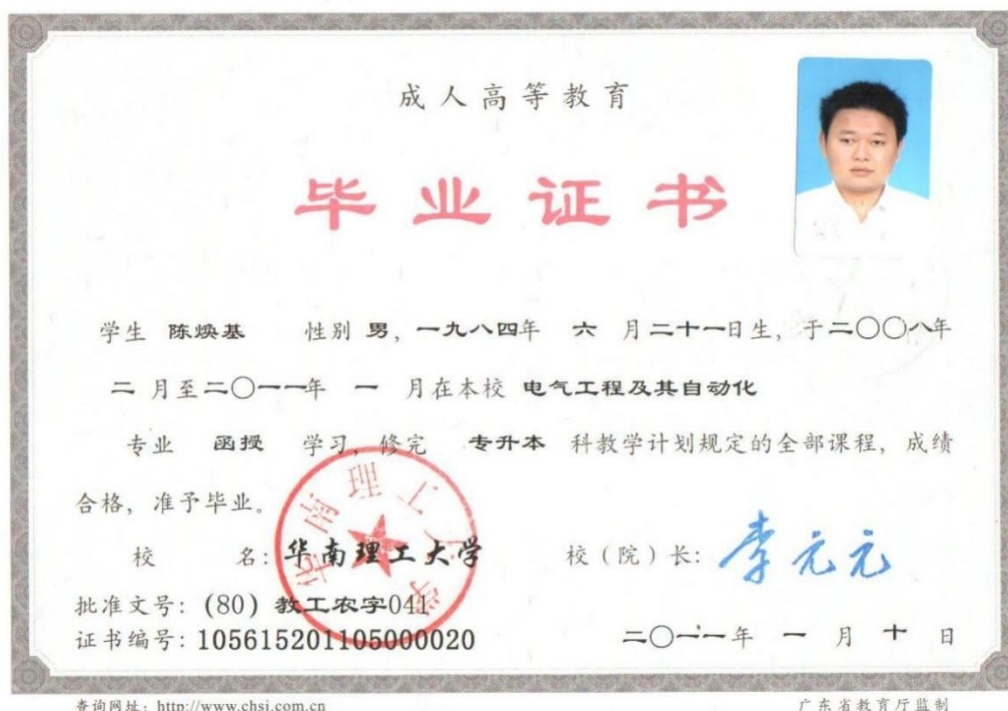 成人高等教育
毕业证书
学生 陈焕基 性别 男，一九八四年 六 月二十一日生，于二〇〇八年
二 月至二〇一一年 一 月在本校 电气工程及其自动化
专业 函授 学习，修完 专升本 科教学计划规定的全部课程，成绩
合格，准予毕业。
校 名：华南理工大学 校（院）长：李元元
华南理工大学
批准文号：(80) 教工农字041
证书编号：105615201105000020 二〇一一年 一 月 十 日
查询网址：http://www.chsi.com.cn 广东省教育厅监制